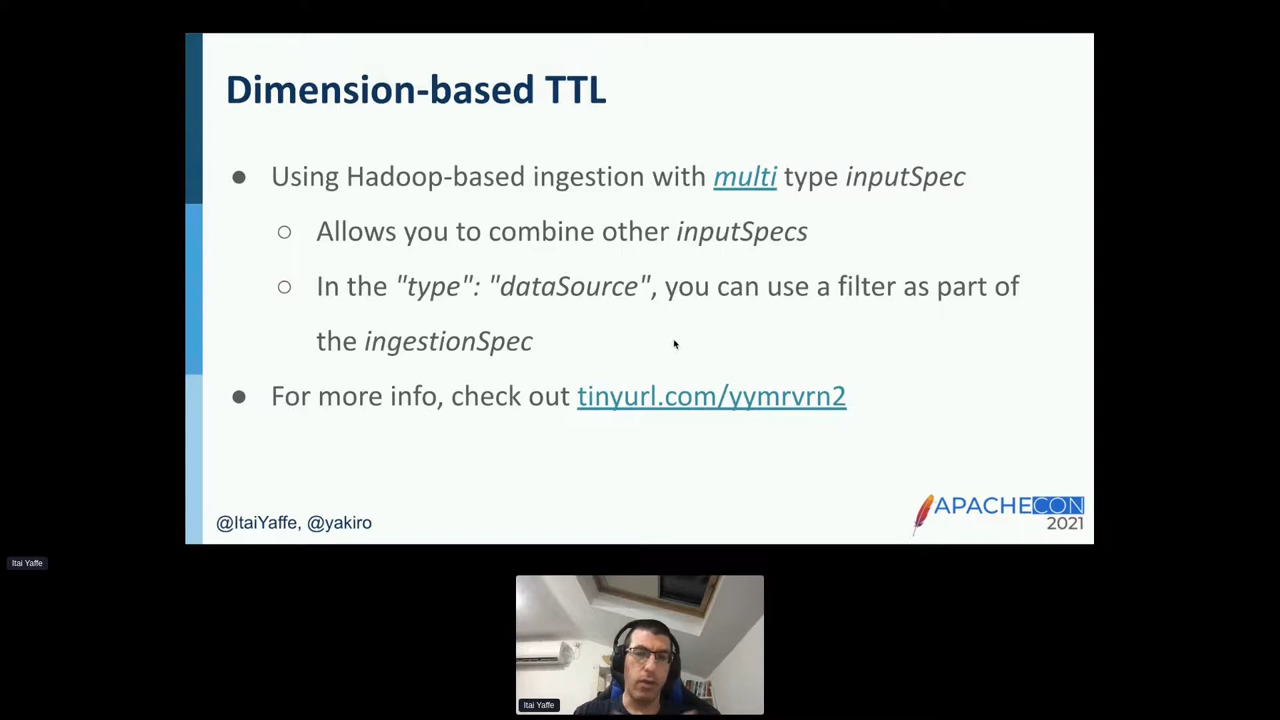 Dimension-based TTL
● Using Hadoop-based ingestion with multi type inputSpec
○ Allows you to combine other inputSpecs
○ In the "type": "dataSource", you can use a filter as part of
the ingestionSpec
● For more info, check out tinyurl.com/yymrvrn2
@ItaiYaffe, @yakiro
APACHECON
2021
Itai Yaffe
Itai Yaffe